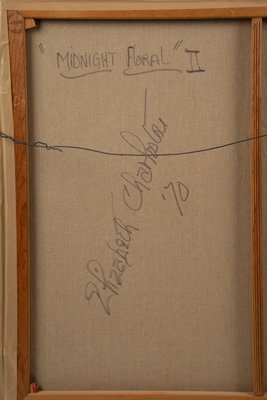 "MIDNIGHT FLORAL" II
Elizabeth Charleston
'70